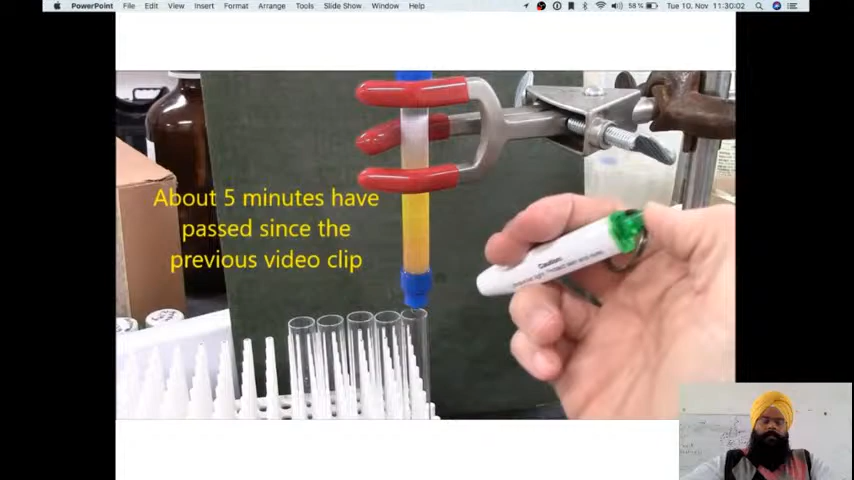 PowerPoint File Edit View Insert Format Arrange Tools Slide Show Window Help 58 % Tue 10. Nov 11:30:02
About 5 minutes have
passed since the
previous video clip
Caution: